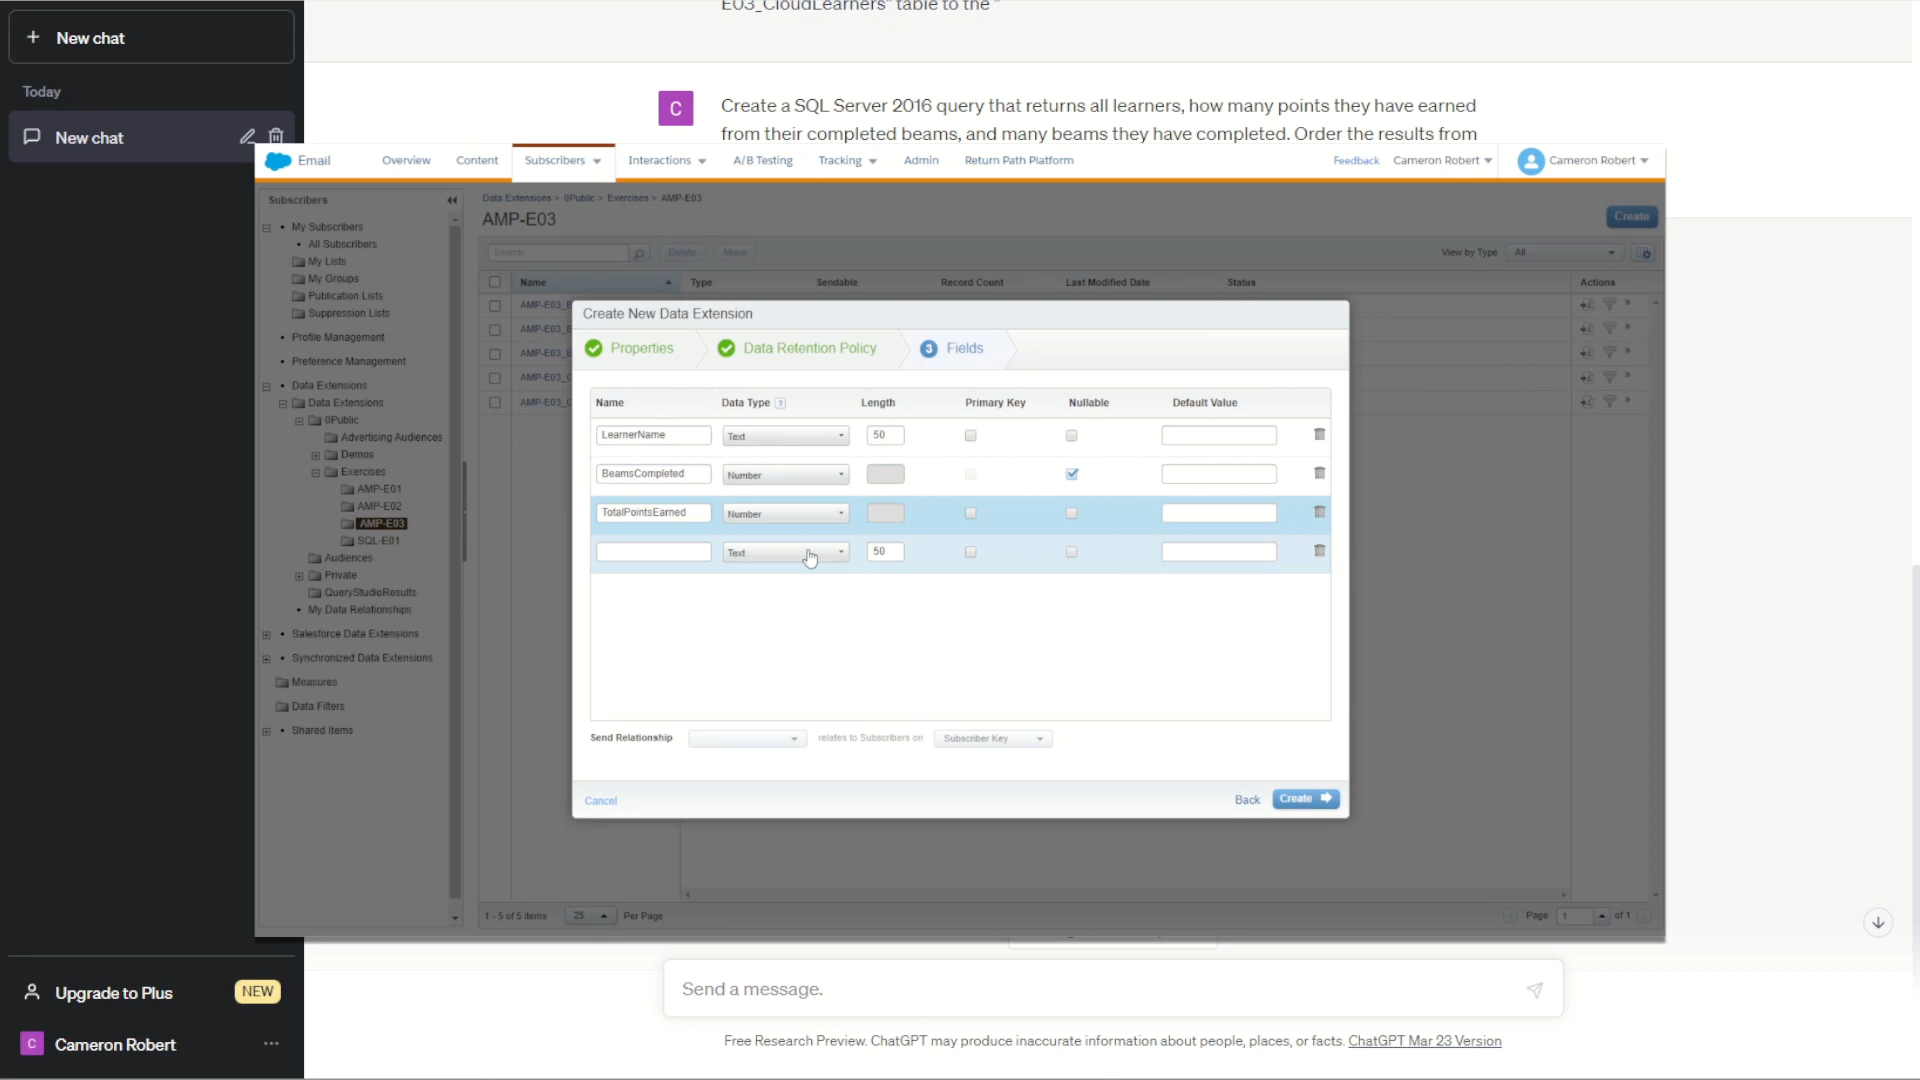 E03_CloudLearners" table to the "
New chat
Today
New chat
C
Create a SQL Server 2016 query that returns all learners, how many points they have earned
from their completed beams, and many beams they have completed. Order the results from
Email
Overview
Content
Subscribers
Interactions
A/B Testing
Tracking
Admin
Return Path Platform
Feedback
Cameron Robert
Cameron Robert
Subscribers
My Subscribers
All Subscribers
My Lists
My Groups
Publication Lists
Suppression Lists
Profile Management
Preference Management
Data Extensions
Data Extensions
0Public
Advertising Audiences
Demos
Exercises
AMP-E01
AMP-E02
AMP-E03
SQL-E01
Audiences
Private
QueryStudioResults
My Data Relationships
Salesforce Data Extensions
Synchronized Data Extensions
Measures
Data Filters
Shared Items
Data Extensions > 0Public > Exercises > AMP-E03
AMP-E03
Create
Search
Delete
Move
View by Type
All
Name
Type
Sendable
Record Count
Last Modified Date
Status
Actions
Create New Data Extension
Properties
Data Retention Policy
3 Fields
Name
Data Type ?
Length
Primary Key
Nullable
Default Value
LearnerName
Text
50
BeamsCompleted
Number
TotalPointsEarned
Number
Text
50
Send Relationship
relates to Subscribers on
Subscriber Key
Cancel
Back
Create
1 - 5 of 5 items
25
Per Page
Page
1
of 1
Upgrade to Plus
NEW
C
Cameron Robert
Send a message.
Free Research Preview. ChatGPT may produce inaccurate information about people, places, or facts. ChatGPT Mar 23 Version